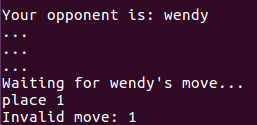 Your opponent is: wendy
...
...
...
Waiting for wendy's move...
place 1
Invalid move: 1